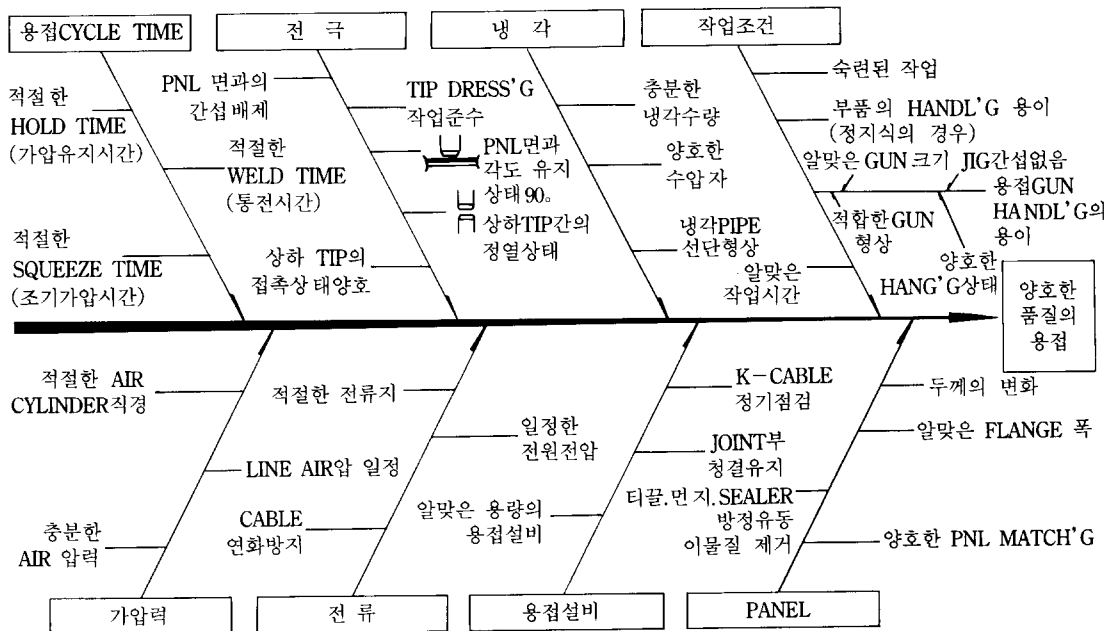 용접CYCLE TIME
전 극
냉 각
작업조건
적절한
HOLD TIME
(가압유지시간)
적절한
WELD TIME
(통전시간)
적절한
SQUEEZE TIME
(조기가압시간)
PNL 면과의
간섭배제
TIP DRESS'G
작업준수
PNL면과
각도 유지
상태90。
상하TIP간의
정열상태
상하 TIP의
접촉상태양호
충분한
냉각수량
양호한
수압자
냉각PIPE
선단형상
숙련된 작업
부품의 HANDL'G 용이
(정지식의 경우)
알맞은GUN크기
JIG간섭없음
용접GUN
HANDL'G의
용이
적합한GUN
형상
양호한
HANG'G상태
알맞은
작업시간
양호한
품질의
용접
적절한 AIR
CYLINDER직경
LINE AIR압 일정
충분한
AIR 압력
적절한 전류지
일정한
전원전압
CABLE
연화방지
K-CABLE
정기점검
JOINT부
청결유지
알맞은 용량의
용접설비
두께의 변화
알맞은 FLANGE 폭
티끌.먼지.SEALER
방정유동
이물질 제거
양호한 PNL MATCH'G
가압력
전 류
용접설비
PANEL